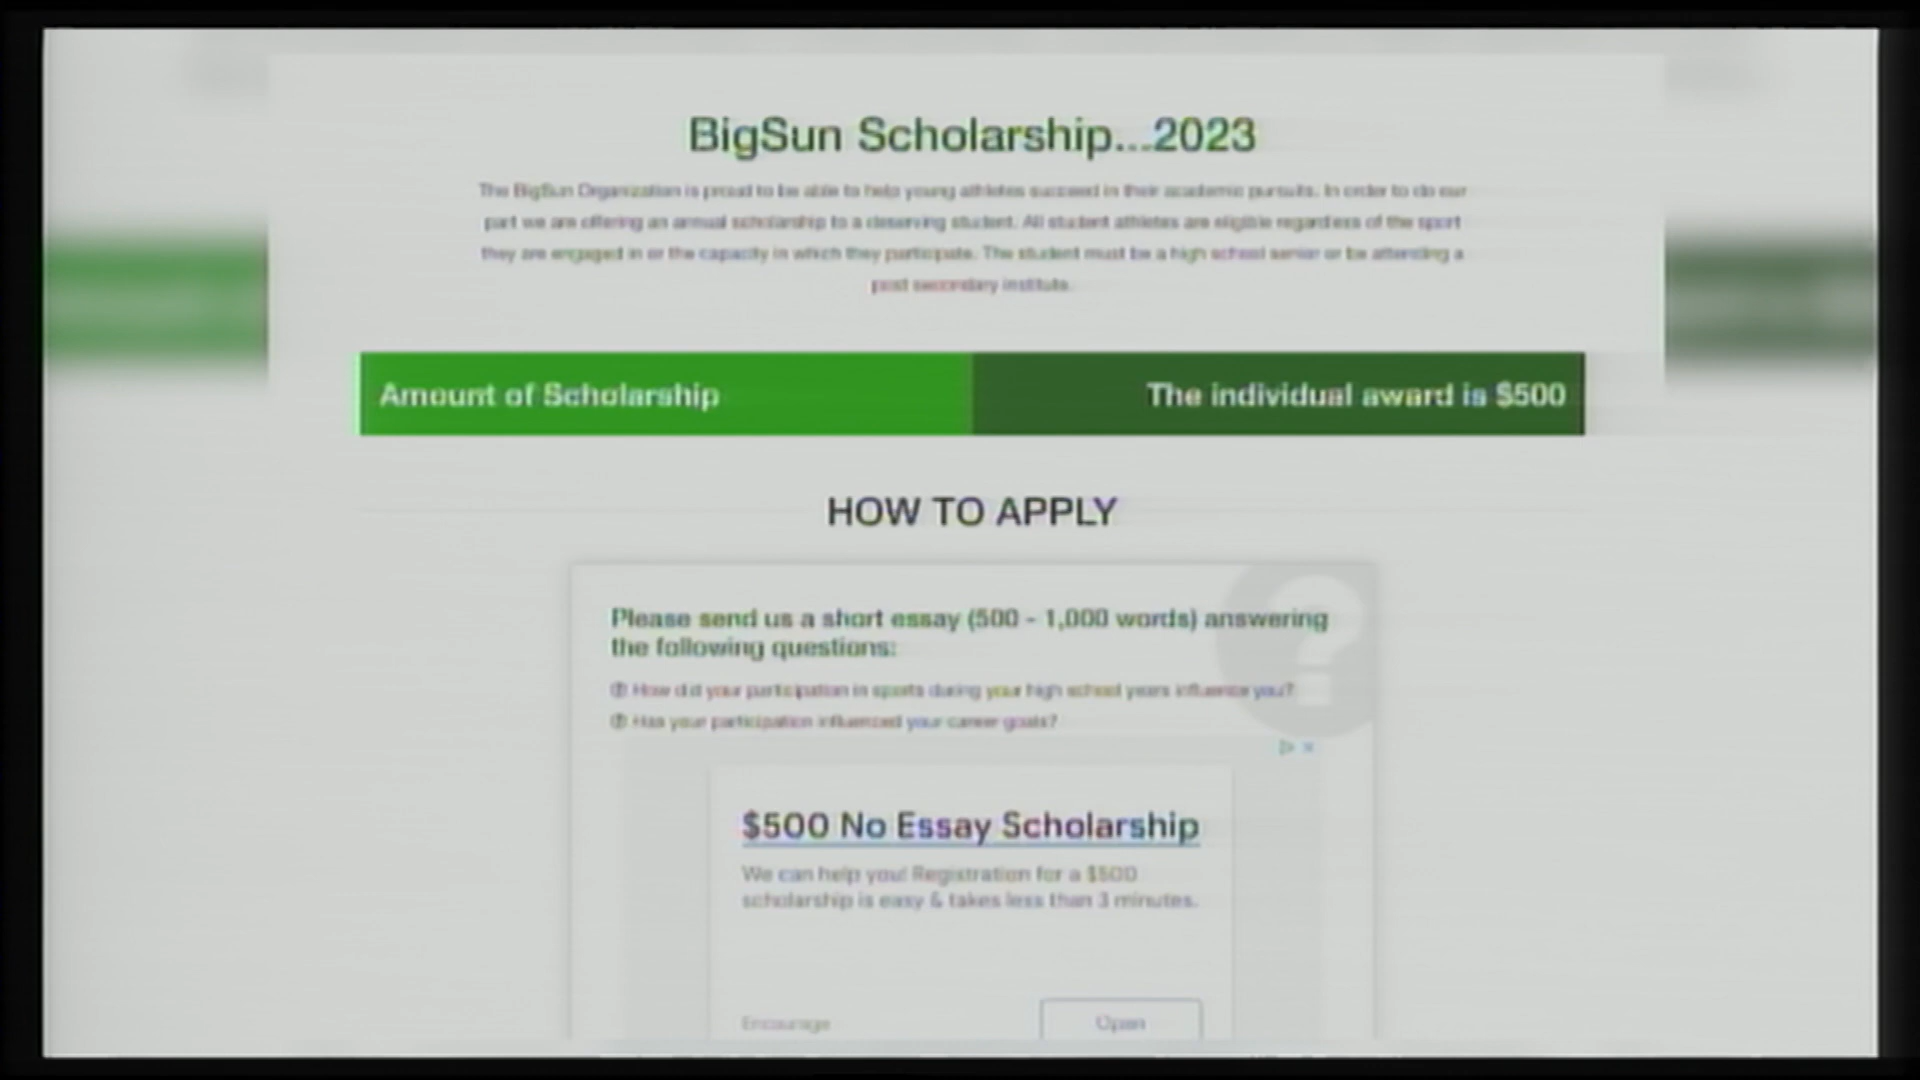 BigSun Scholarship...2023
The BigSun Organization is proud to be able to help young athletes succeed in their academic pursuits. In order to do our
part we are offering an annual scholarship to a deserving student. All student athletes are eligible regardless of the sport
they are engaged in or the capacity in which they participate. The student must be a high school senior or be attending a
post secondary institute.
Amount of Scholarship The individual award is $500
HOW TO APPLY
Please send us a short essay (500 - 1,000 words) answering
the following questions:
How did your participation in sports during your high school years influence you?
Has your participation influenced your career goals?
$500 No Essay Scholarship
We can help you! Registration for a $500
scholarship is easy & takes less than 3 minutes.
Encourage Open